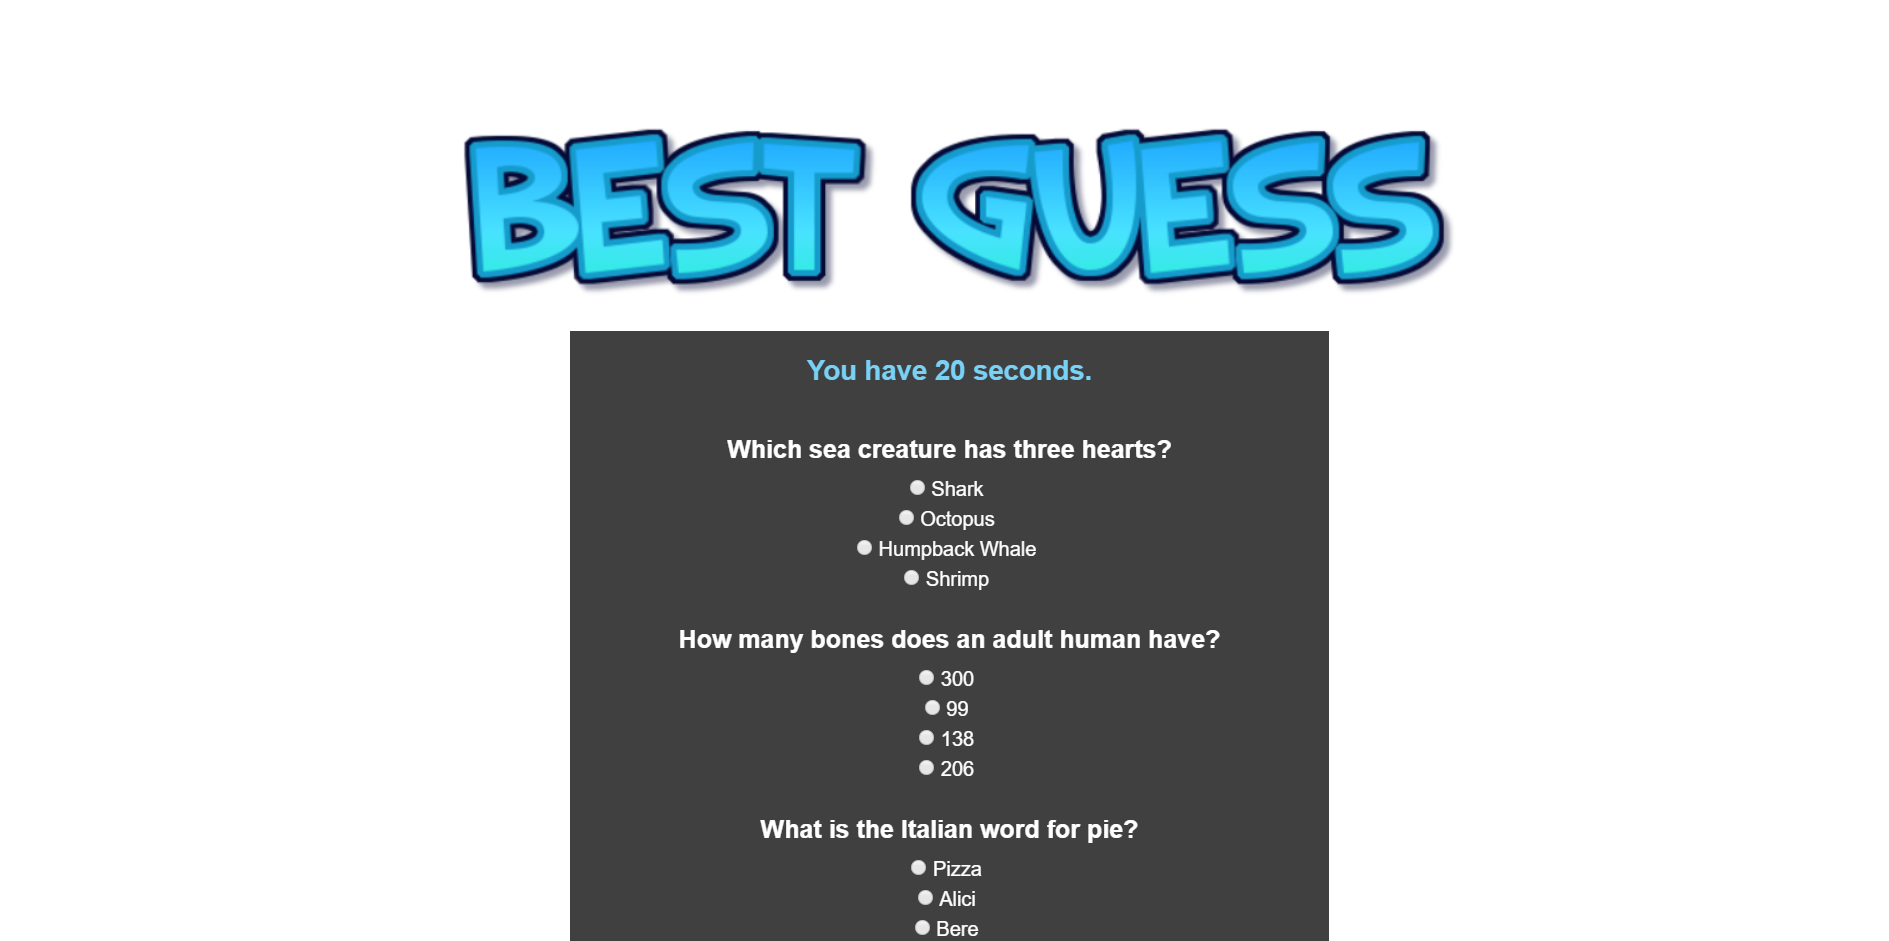 BEST GUESS
You have 20 seconds.
Which sea creature has three hearts?
Shark
Octopus
Humpback Whale
Shrimp
How many bones does an adult human have?
300
99
138
206
What is the Italian word for pie?
Pizza
Alici
Bere